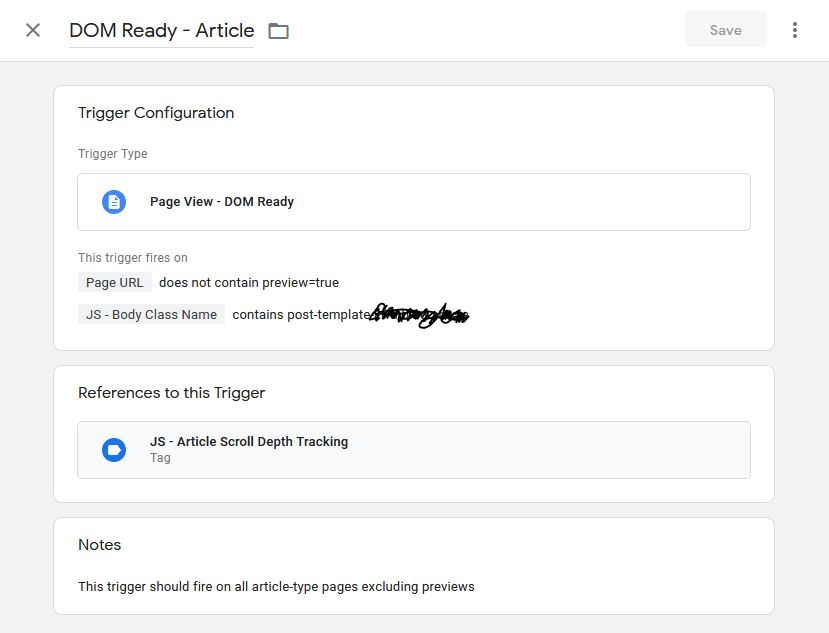 DOM Ready - Article
Save
Trigger Configuration
Trigger Type
Page View - DOM Ready
This trigger fires on
Page URL does not contain preview=true
JS - Body Class Name contains post-template
References to this Trigger
JS - Article Scroll Depth Tracking
Tag
Notes
This trigger should fire on all article-type pages excluding previews